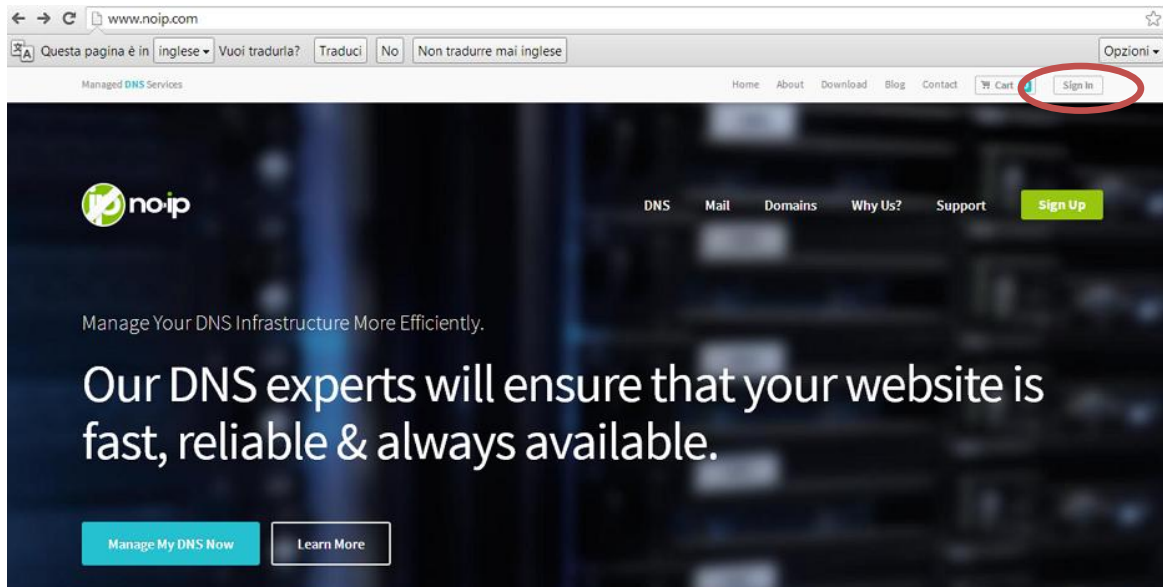 www.noip.com
Questa pagina è in inglese Vuoi tradurla? Traduci No Non tradurre mai inglese Opzioni
Managed DNS Services Home About Download Blog Contact Cart Sign In
no·ip DNS Mail Domains Why Us? Support Sign Up
Manage Your DNS Infrastructure More Efficiently.
Our DNS experts will ensure that your website is
fast, reliable & always available.
Manage My DNS Now Learn More